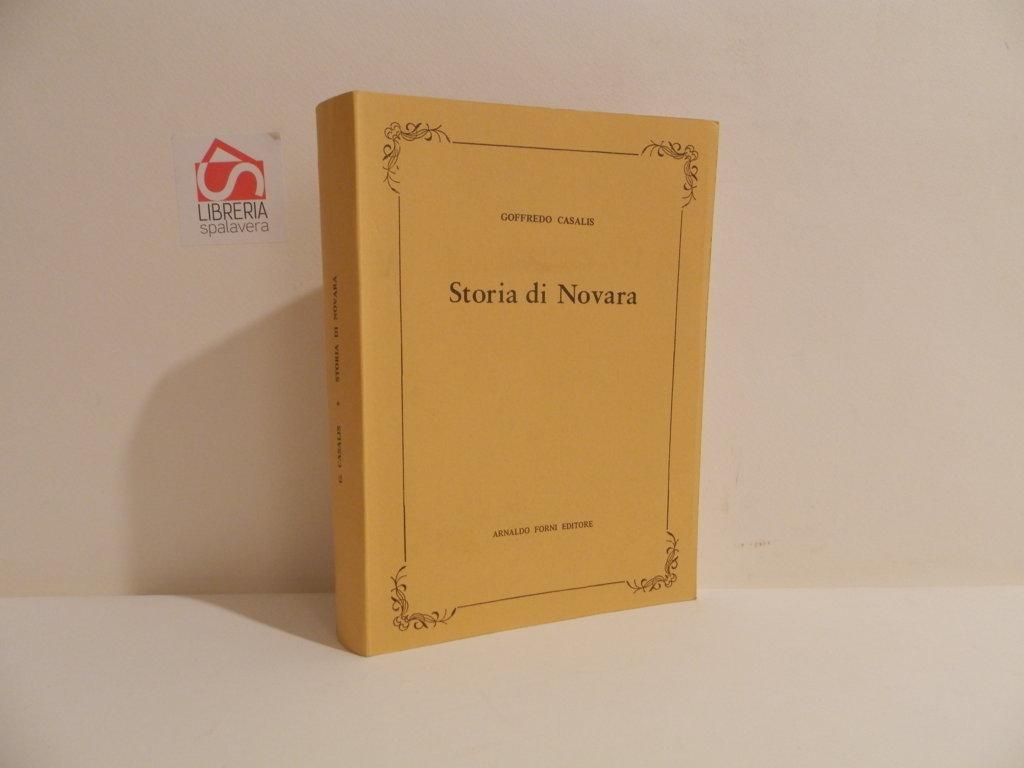 LIBRERIA
spalavera
GOFFREDO CASALIS
Storia di Novara
ARNALDO FORNI EDITORE
G. CASALIS * STORIA DI NOVARA